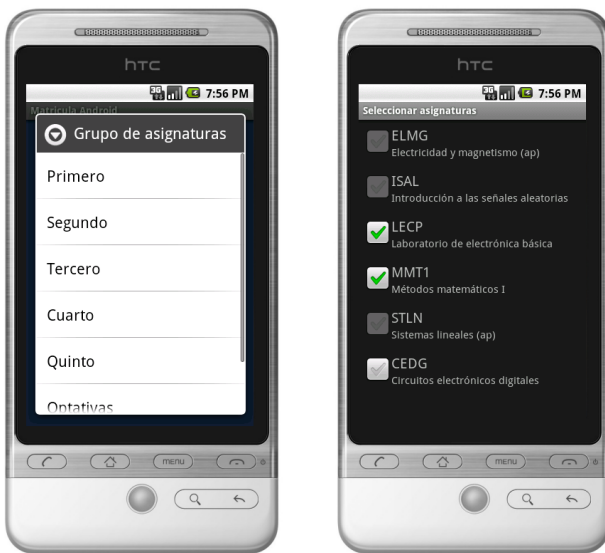 hTC
3G 7:56 PM
Matrícula Android
Grupo de asignaturas
Primero
Segundo
Tercero
Cuarto
Quinto
Optativas
MENU
hTC
3G 7:56 PM
Seleccionar asignaturas
ELMG
Electricidad y magnetismo (ap)
ISAL
Introducción a las señales aleatorias
LECP
Laboratorio de electrónica básica
MMT1
Métodos matemáticos I
STLN
Sistemas lineales (ap)
CEDG
Circuitos electrónicos digitales
MENU